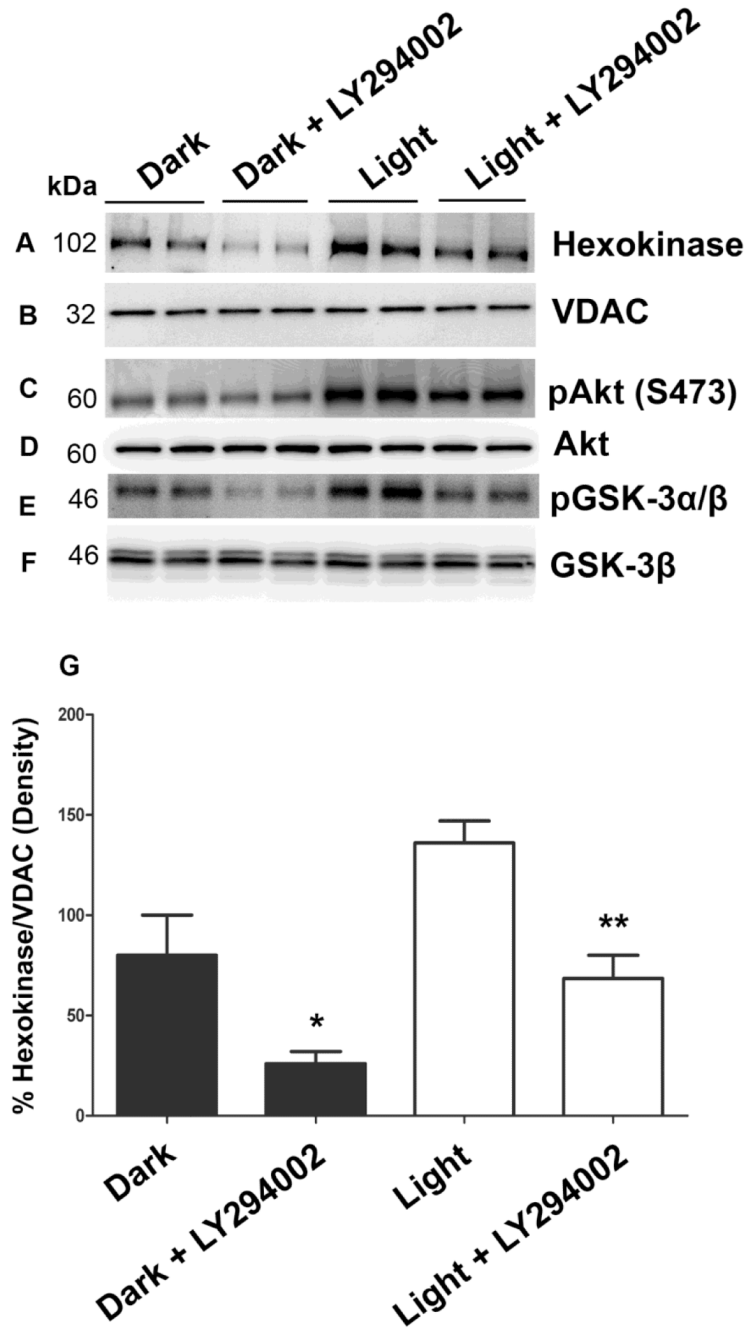 Dark
Dark + LY294002
Light
Light + LY294002
kDa
A 102 Hexokinase
B 32 VDAC
C 60 pAkt (S473)
D 60 Akt
E 46 pGSK-3α/β
F 46 GSK-3β
G
% Hexokinase/VDAC (Density)
200
150
100
50
0
*
**
Dark
Dark + LY294002
Light
Light + LY294002